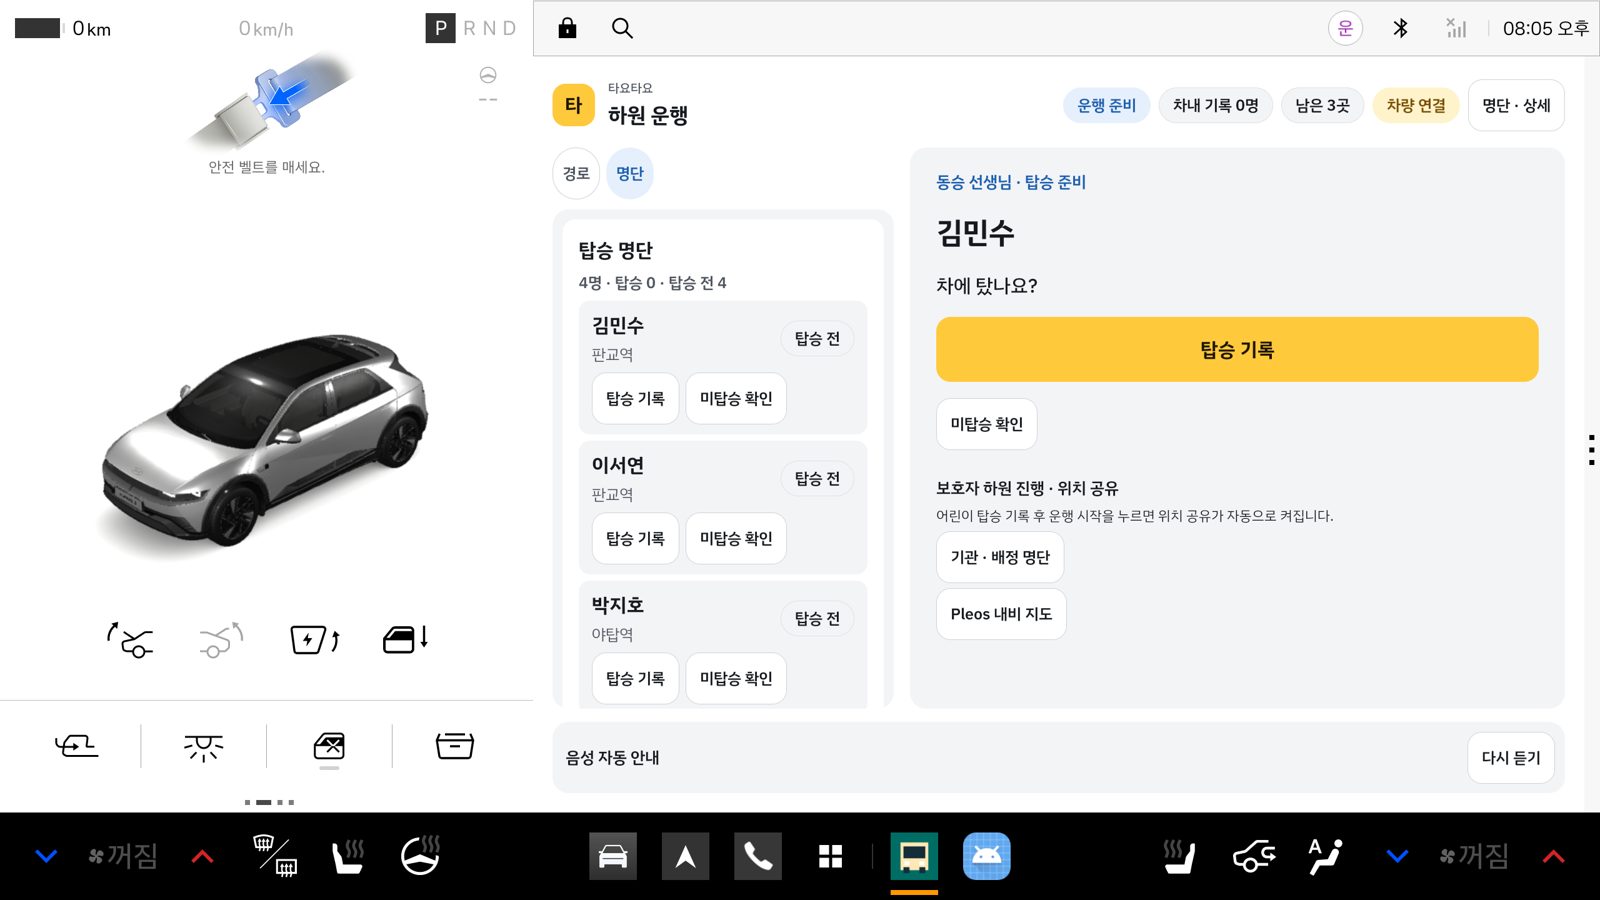 0 km
0 km/h
P R N D
안전 벨트를 매세요.
운
08:05 오후
타
타요타요
하원 운행
운행 준비
차내 기록 0명
남은 3곳
차량 연결
명단 · 상세
경로
명단
탑승 명단
4명 · 탑승 0 · 탑승 전 4
김민수
판교역
탑승 전
탑승 기록
미탑승 확인
이서연
판교역
탑승 전
탑승 기록
미탑승 확인
박지호
야탑역
탑승 전
탑승 기록
미탑승 확인
동승 선생님 · 탑승 준비
김민수
차에 탔나요?
탑승 기록
미탑승 확인
보호자 하원 진행 · 위치 공유
어린이 탑승 기록 후 운행 시작을 누르면 위치 공유가 자동으로 켜집니다.
기관 · 배정 명단
Pleos 내비 지도
음성 자동 안내
다시 듣기
꺼짐
A
꺼짐